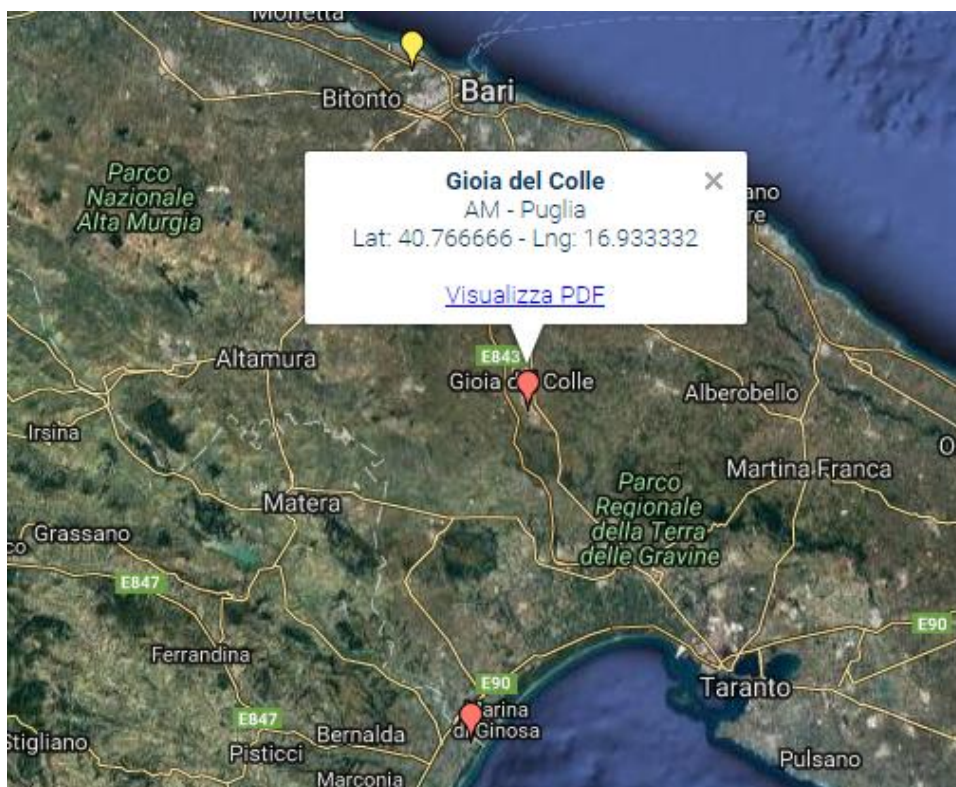 Molfetta
Bitonto
Bari
Parco
Nazionale
Alta Murgia
Gioia del Colle
AM - Puglia
Lat: 40.766666 - Lng: 16.933332
Visualizza PDF
E843
Altamura
Gioia del Colle
Alberobello
Irsina
Martina Franca
Matera
Parco
Regionale
della Terra
delle Gravine
Grassano
E847
E90
Ferrandina
E90
Taranto
Marina
di Ginosa
E847
Bernalda
Stigliano
Pisticci
Pulsano
Marconia